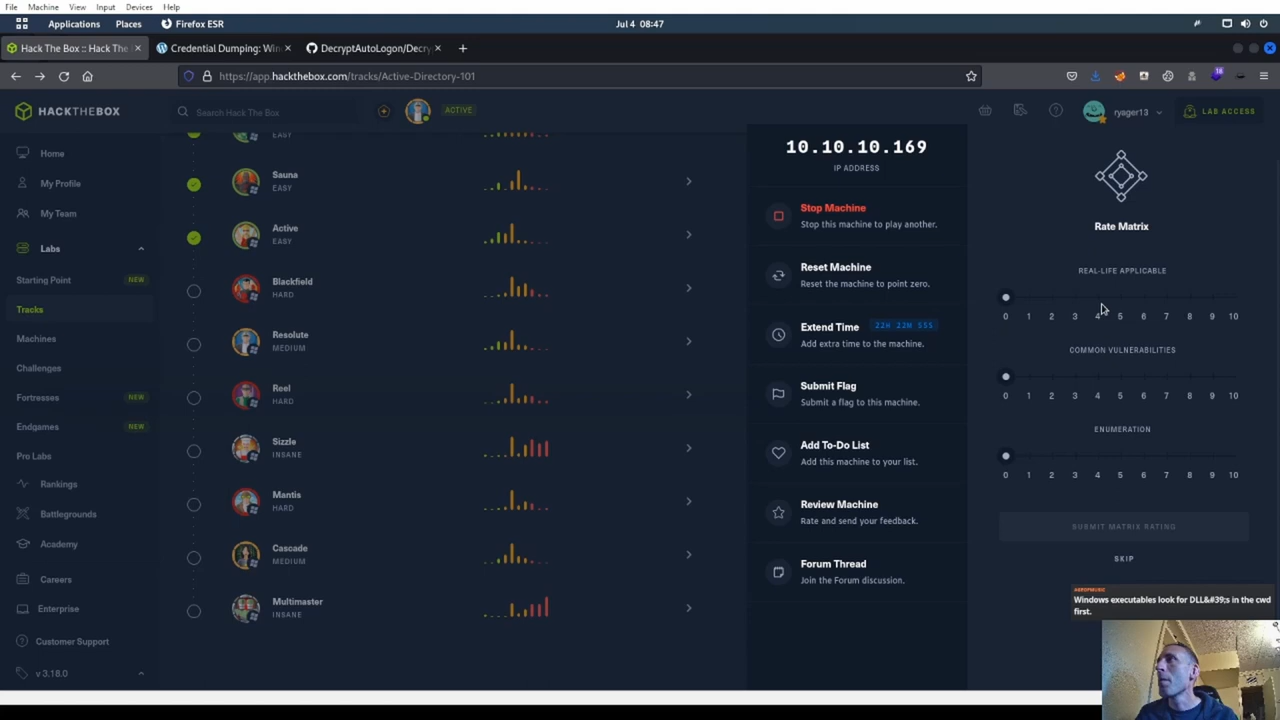 File Machine View Input Devices Help
Applications Places Firefox ESR Jul 4 08:47
Hack The Box :: Hack The Credential Dumping: Win DecryptAutoLogon/Decry
https://app.hackthebox.com/tracks/Active-Directory-101 18
HACKTHEBOX Search Hack The Box ACTIVE ryager13 LAB ACCESS
Home
My Profile
My Team
Labs
Starting Point NEW
Tracks
Machines
Challenges
Fortresses NEW
Endgames NEW
Pro Labs
Rankings
Battlegrounds
Academy
Careers
Enterprise
Customer Support
v 3.18.0
EASY
Sauna
EASY
Active
EASY
Blackfield
HARD
Resolute
MEDIUM
Reel
HARD
Sizzle
INSANE
Mantis
HARD
Cascade
MEDIUM
Multimaster
INSANE
10.10.10.169
IP ADDRESS
Stop Machine
Stop this machine to play another.
Reset Machine
Reset the machine to point zero.
Extend Time 22H 22M 55S
Add extra time to the machine.
Submit Flag
Submit a flag to this machine.
Add To-Do List
Add this machine to your list.
Review Machine
Rate and send your feedback.
Forum Thread
Join the Forum discussion.
Rate Matrix
REAL-LIFE APPLICABLE
0 1 2 3 4 5 6 7 8 9 10
COMMON VULNERABILITIES
0 1 2 3 4 5 6 7 8 9 10
ENUMERATION
0 1 2 3 4 5 6 7 8 9 10
SUBMIT MATRIX RATING
SKIP
Windows executables look for DLL&#39;s in the cwd
first.